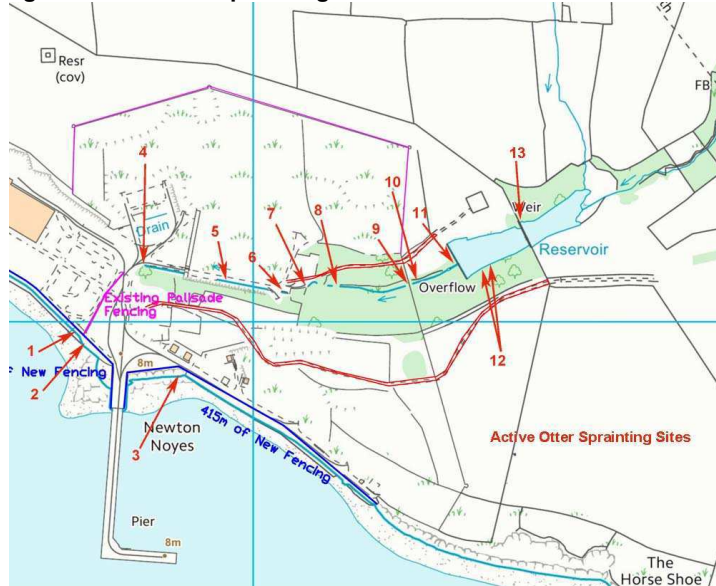 Resr
(cov)
FB
4
13
10
Weir
Drain
7
8
11
5
9
6
Reservoir
Overflow
Existing Palisade
Fencing
1
8m
12
of New Fencing
2
415m of New Fencing
Newton
Noyes
3
Active Otter Sprainting Sites
Pier
8m
The
Horse Shoe